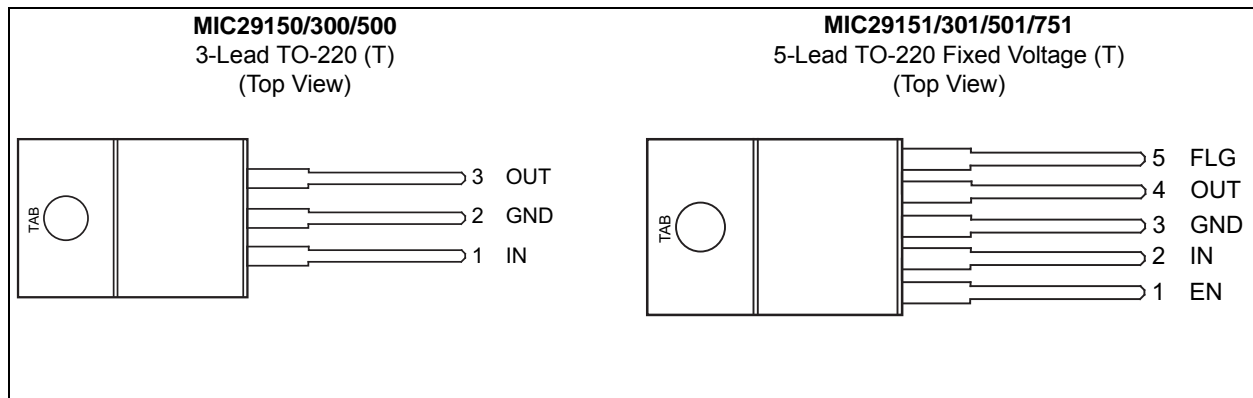 MIC29150/300/500
3-Lead TO-220 (T)
(Top View)
TAB
3 OUT
2 GND
1 IN
MIC29151/301/501/751
5-Lead TO-220 Fixed Voltage (T)
(Top View)
TAB
5 FLG
4 OUT
3 GND
2 IN
1 EN